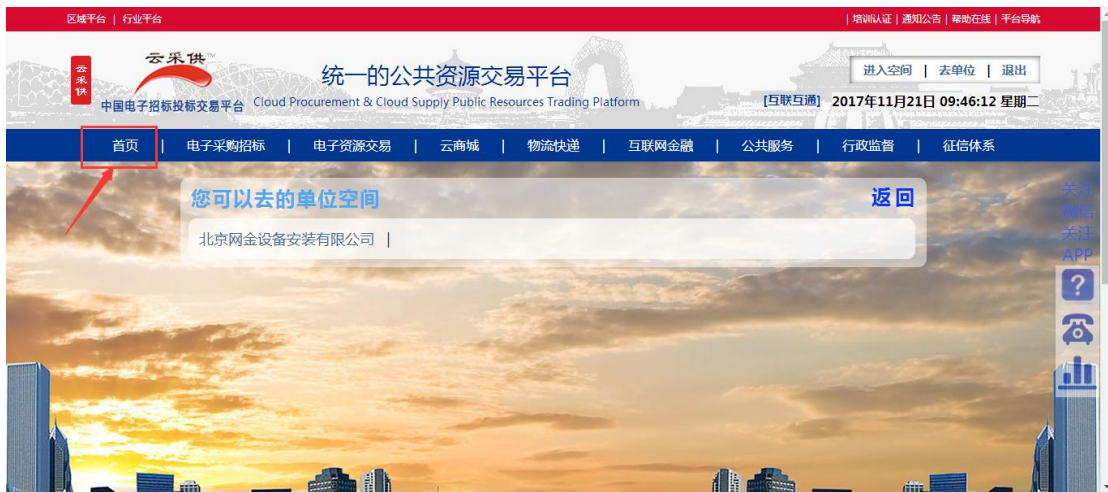 区域平台 | 行业平台
| 培训认证 | 通知公告 | 帮助在线 | 平台导航
云采供
云采供™
中国电子招标投标交易平台
统一的公共资源交易平台
Cloud Procurement & Cloud Supply Public Resources Trading Platform
进入空间 | 去单位 | 退出
[互联互通] 2017年11月21日 09:46:12 星期二
首页 | 电子采购招标 | 电子资源交易 | 云商城 | 物流快递 | 互联网金融 | 公共服务 | 行政监督 | 征信体系
您可以去的单位空间
返回
北京网金设备安装有限公司 |
关注
微信
关注
APP
?